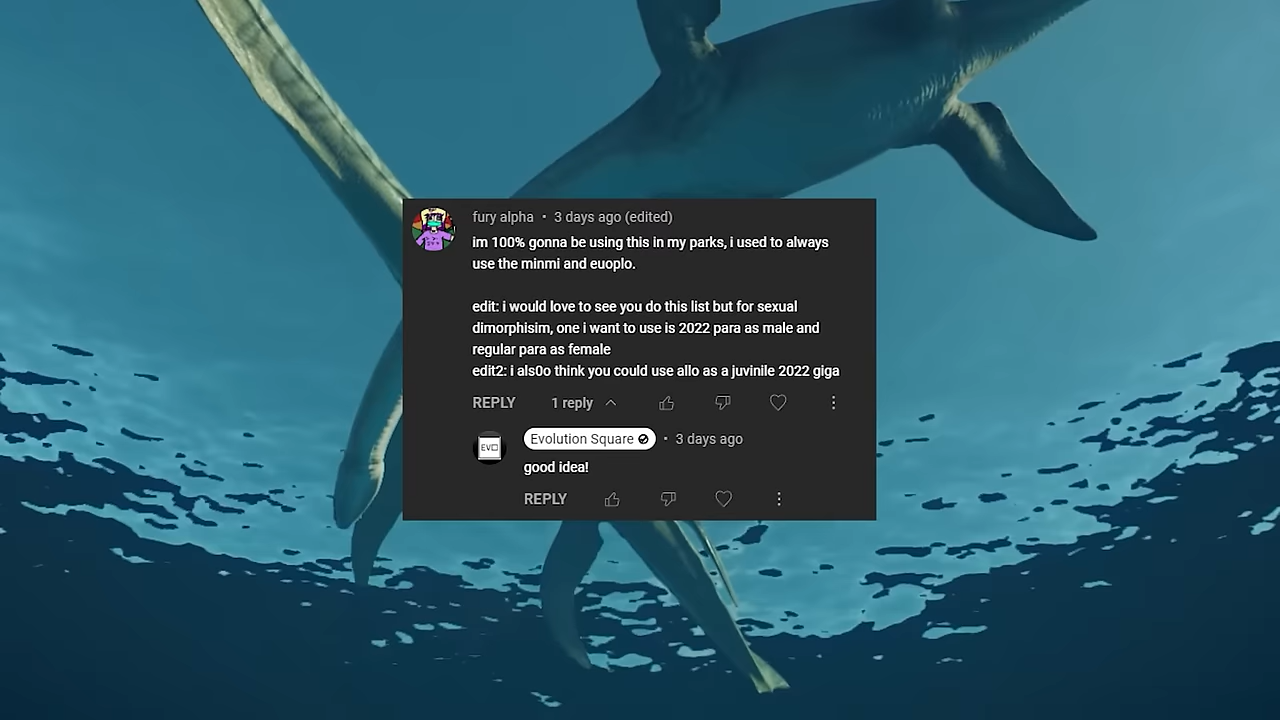 fury alpha • 3 days ago (edited)
im 100% gonna be using this in my parks, i used to always
use the minmi and euoplo.
edit: i would love to see you do this list but for sexual
dimorphisim, one i want to use is 2022 para as male and
regular para as female
edit2: i als0o think you could use allo as a juvinile 2022 giga
REPLY 1 reply
EVO
Evolution Square • 3 days ago
good idea!
REPLY